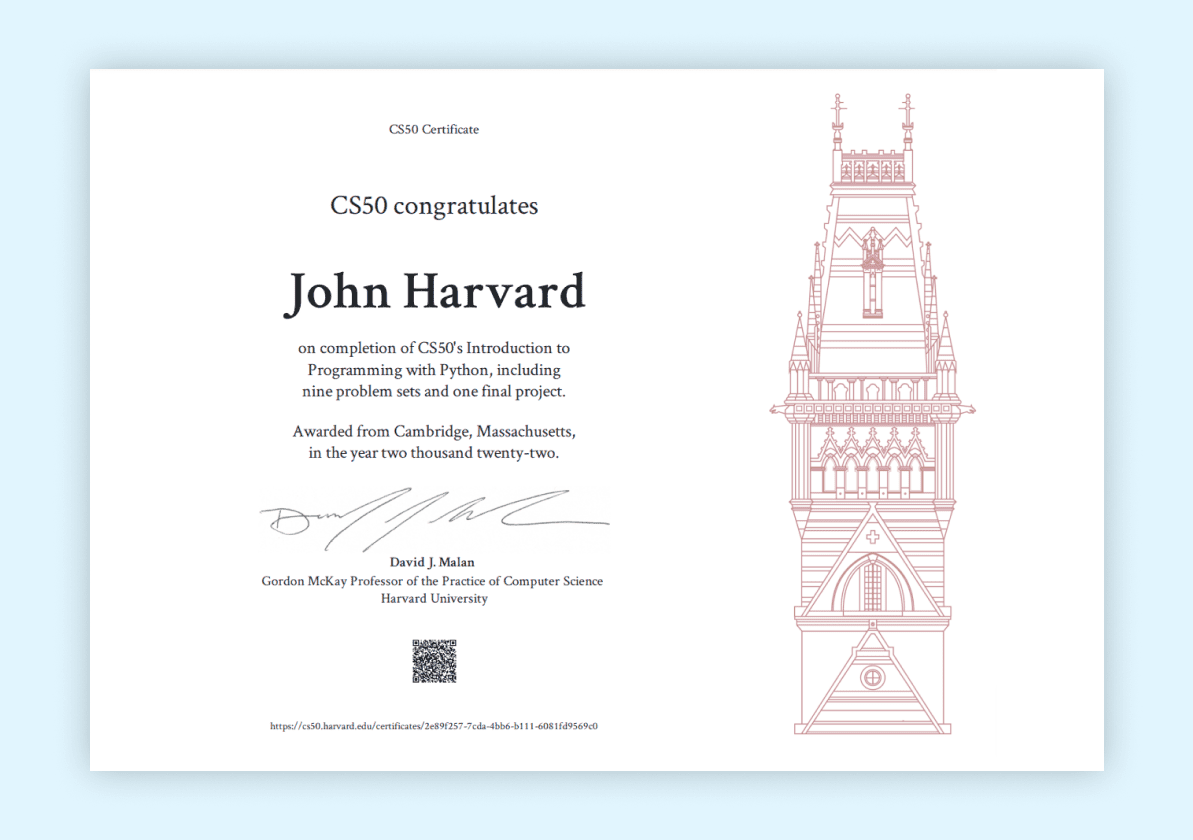 CS50 Certificate
CS50 congratulates
John Harvard
on completion of CS50's Introduction to
Programming with Python, including
nine problem sets and one final project.
Awarded from Cambridge, Massachusetts,
in the year two thousand twenty-two.
David J. Malan
Gordon McKay Professor of the Practice of Computer Science
Harvard University
https://cs50.harvard.edu/certificates/2e89f257-7cda-4bb6-b111-6081fd9569c0